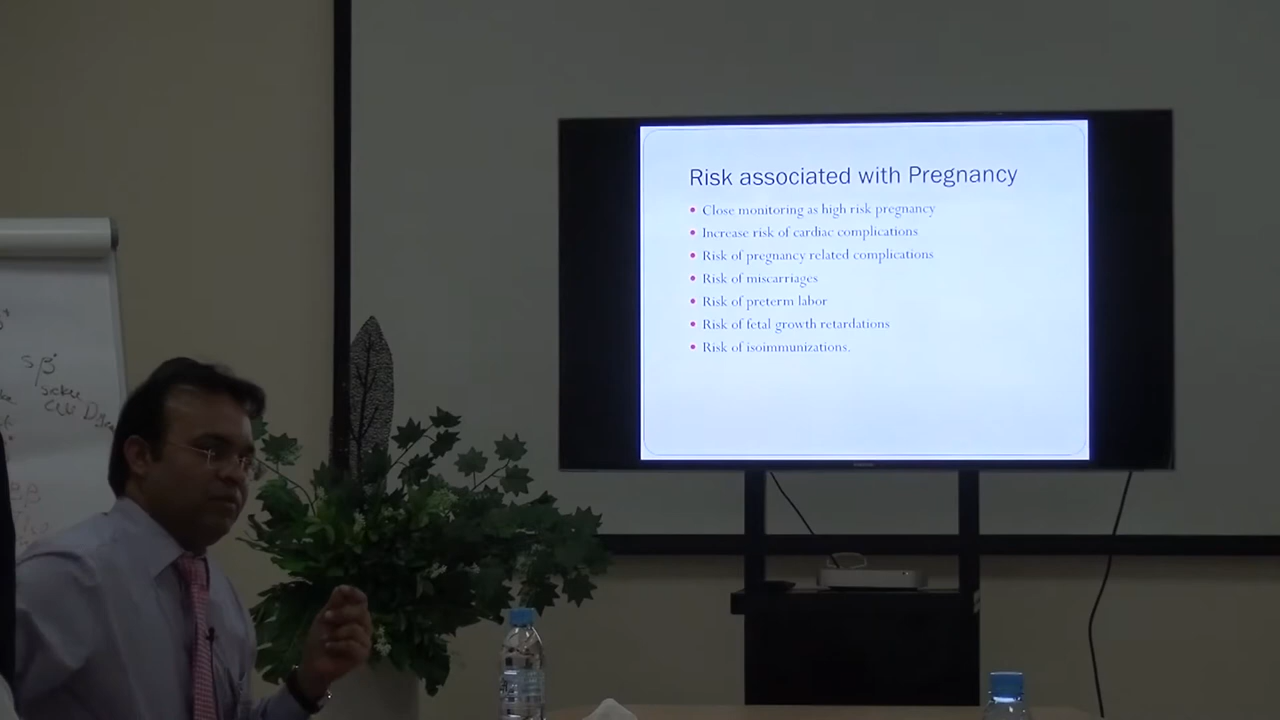 Risk associated with Pregnancy
• Close monitoring as high risk pregnancy
• Increase risk of cardiac complications
• Risk of pregnancy related complications
• Risk of miscarriages
• Risk of preterm labor
• Risk of fetal growth retardations
• Risk of isoimmunizations.
Sβ°